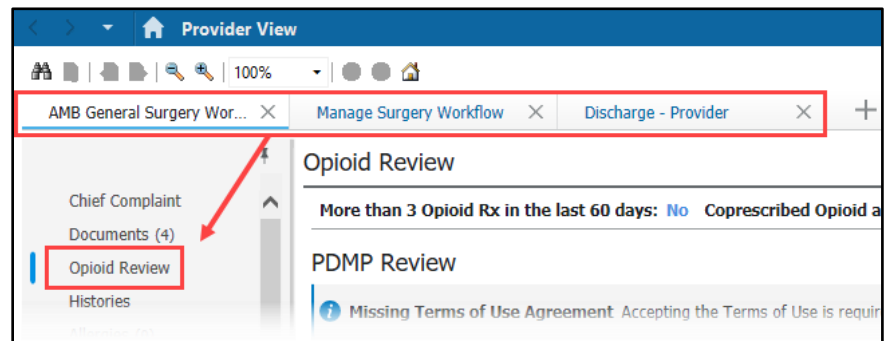 Provider View
100%
AMB General Surgery Wor... Manage Surgery Workflow Discharge - Provider
Opioid Review
Chief Complaint
More than 3 Opioid Rx in the last 60 days: No Coprescribed Opioid a
Documents (4)
Opioid Review
PDMP Review
Histories
Missing Terms of Use Agreement Accepting the Terms of Use is requir